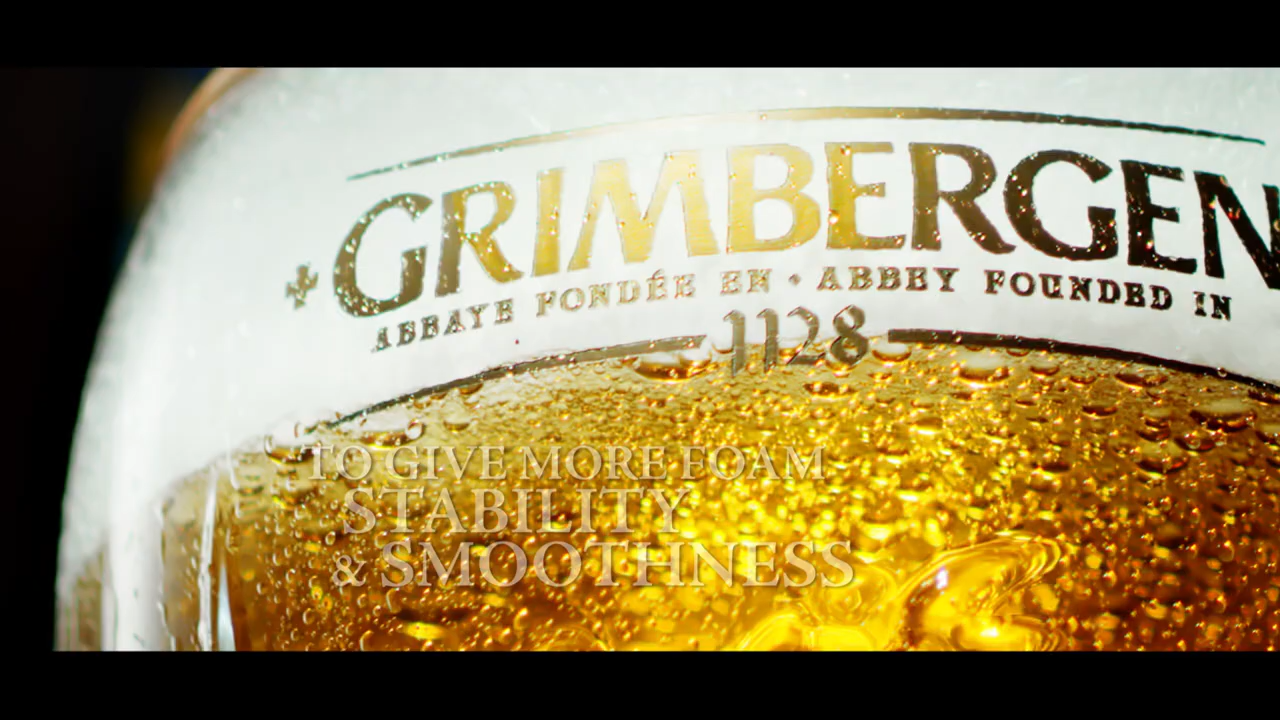 GRIMBERGEN
ABBAYE FONDÉE EN • ABBEY FOUNDED IN
1128
TO GIVE MORE FOAM
STABILITY
& SMOOTHNESS